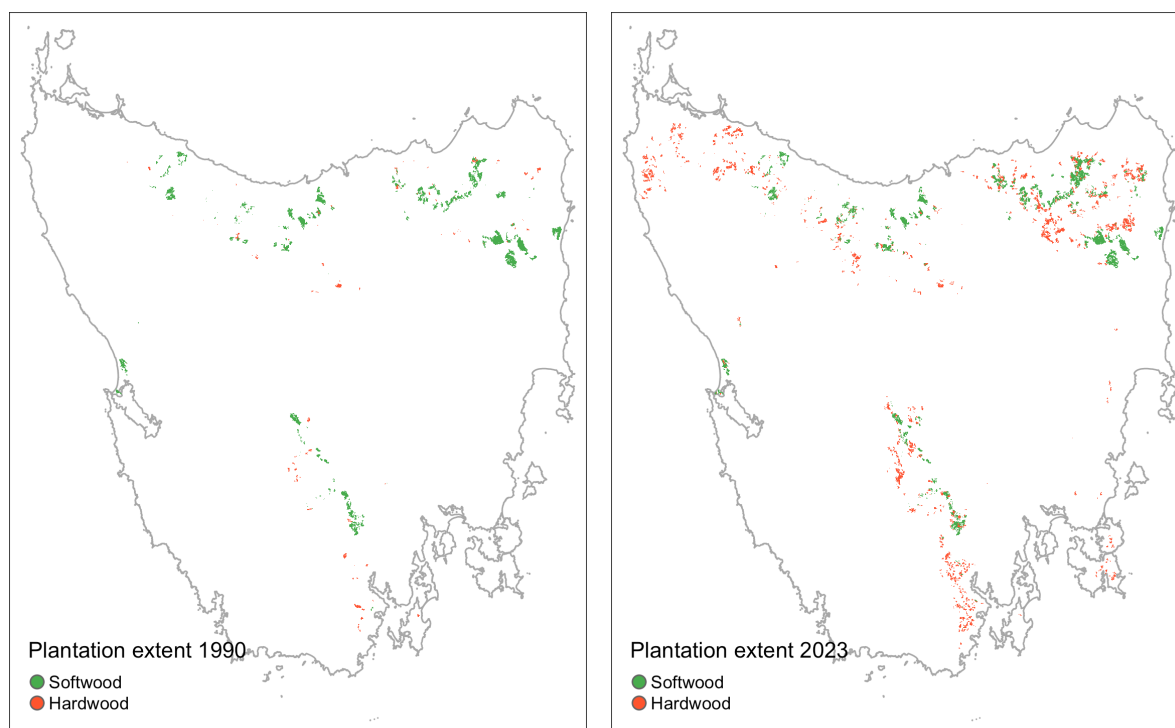 Plantation extent 1990
Softwood
Hardwood
Plantation extent 2023
Softwood
Hardwood